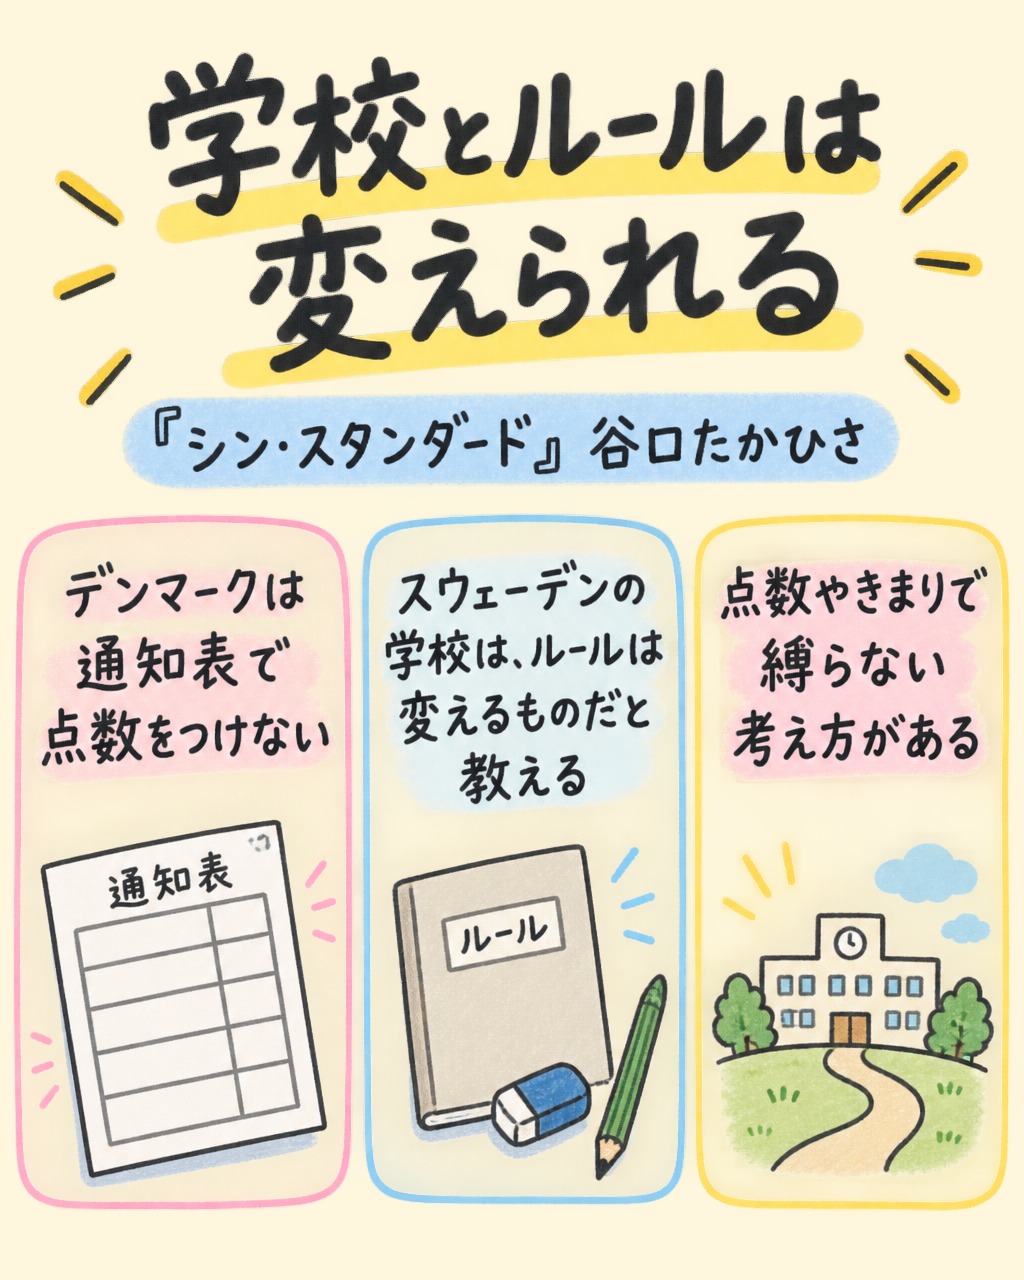 学校とルールは
変えられる
『シン・スタンダード』谷口たかひさ
デンマークは
通知表で
点数をつけない
通知表
スウェーデンの
学校は、ルールは
変えるものだと
教える
ルール
点数やきまりで
縛らない
考え方がある